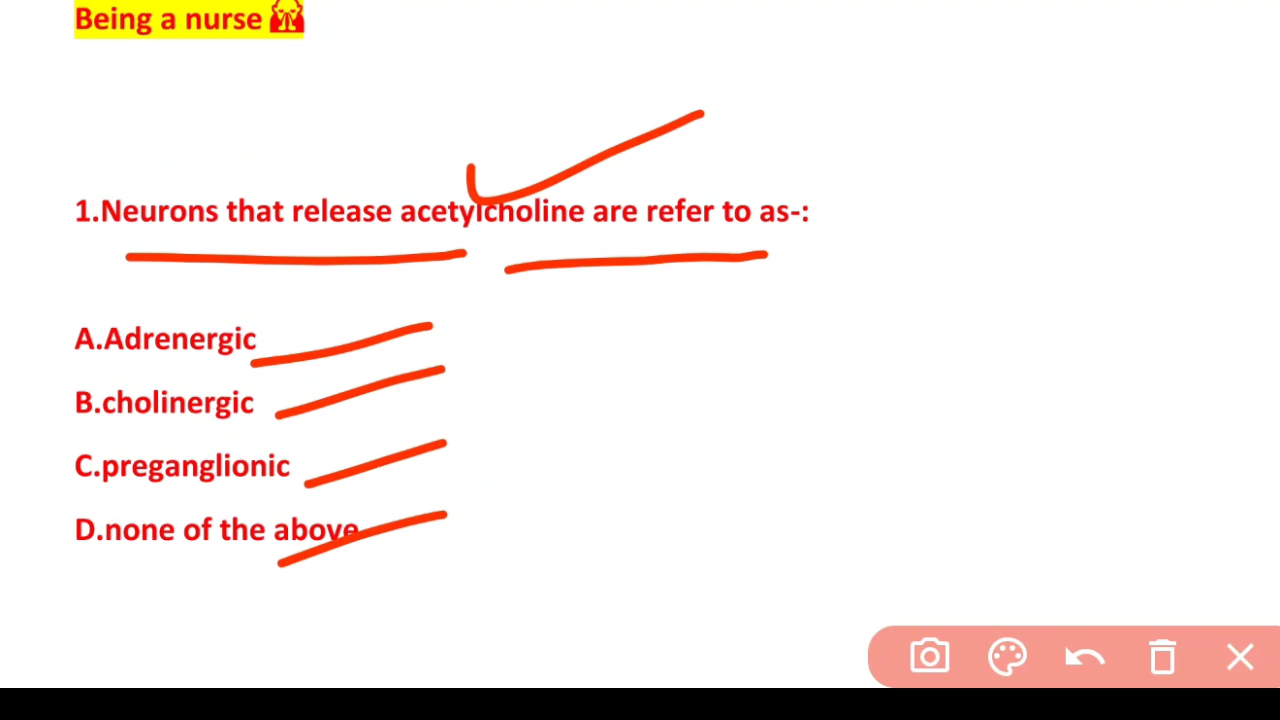 Being a nurse
1.Neurons that release acetylcholine are refer to as-:
A.Adrenergic
B.cholinergic
C.preganglionic
D.none of the above